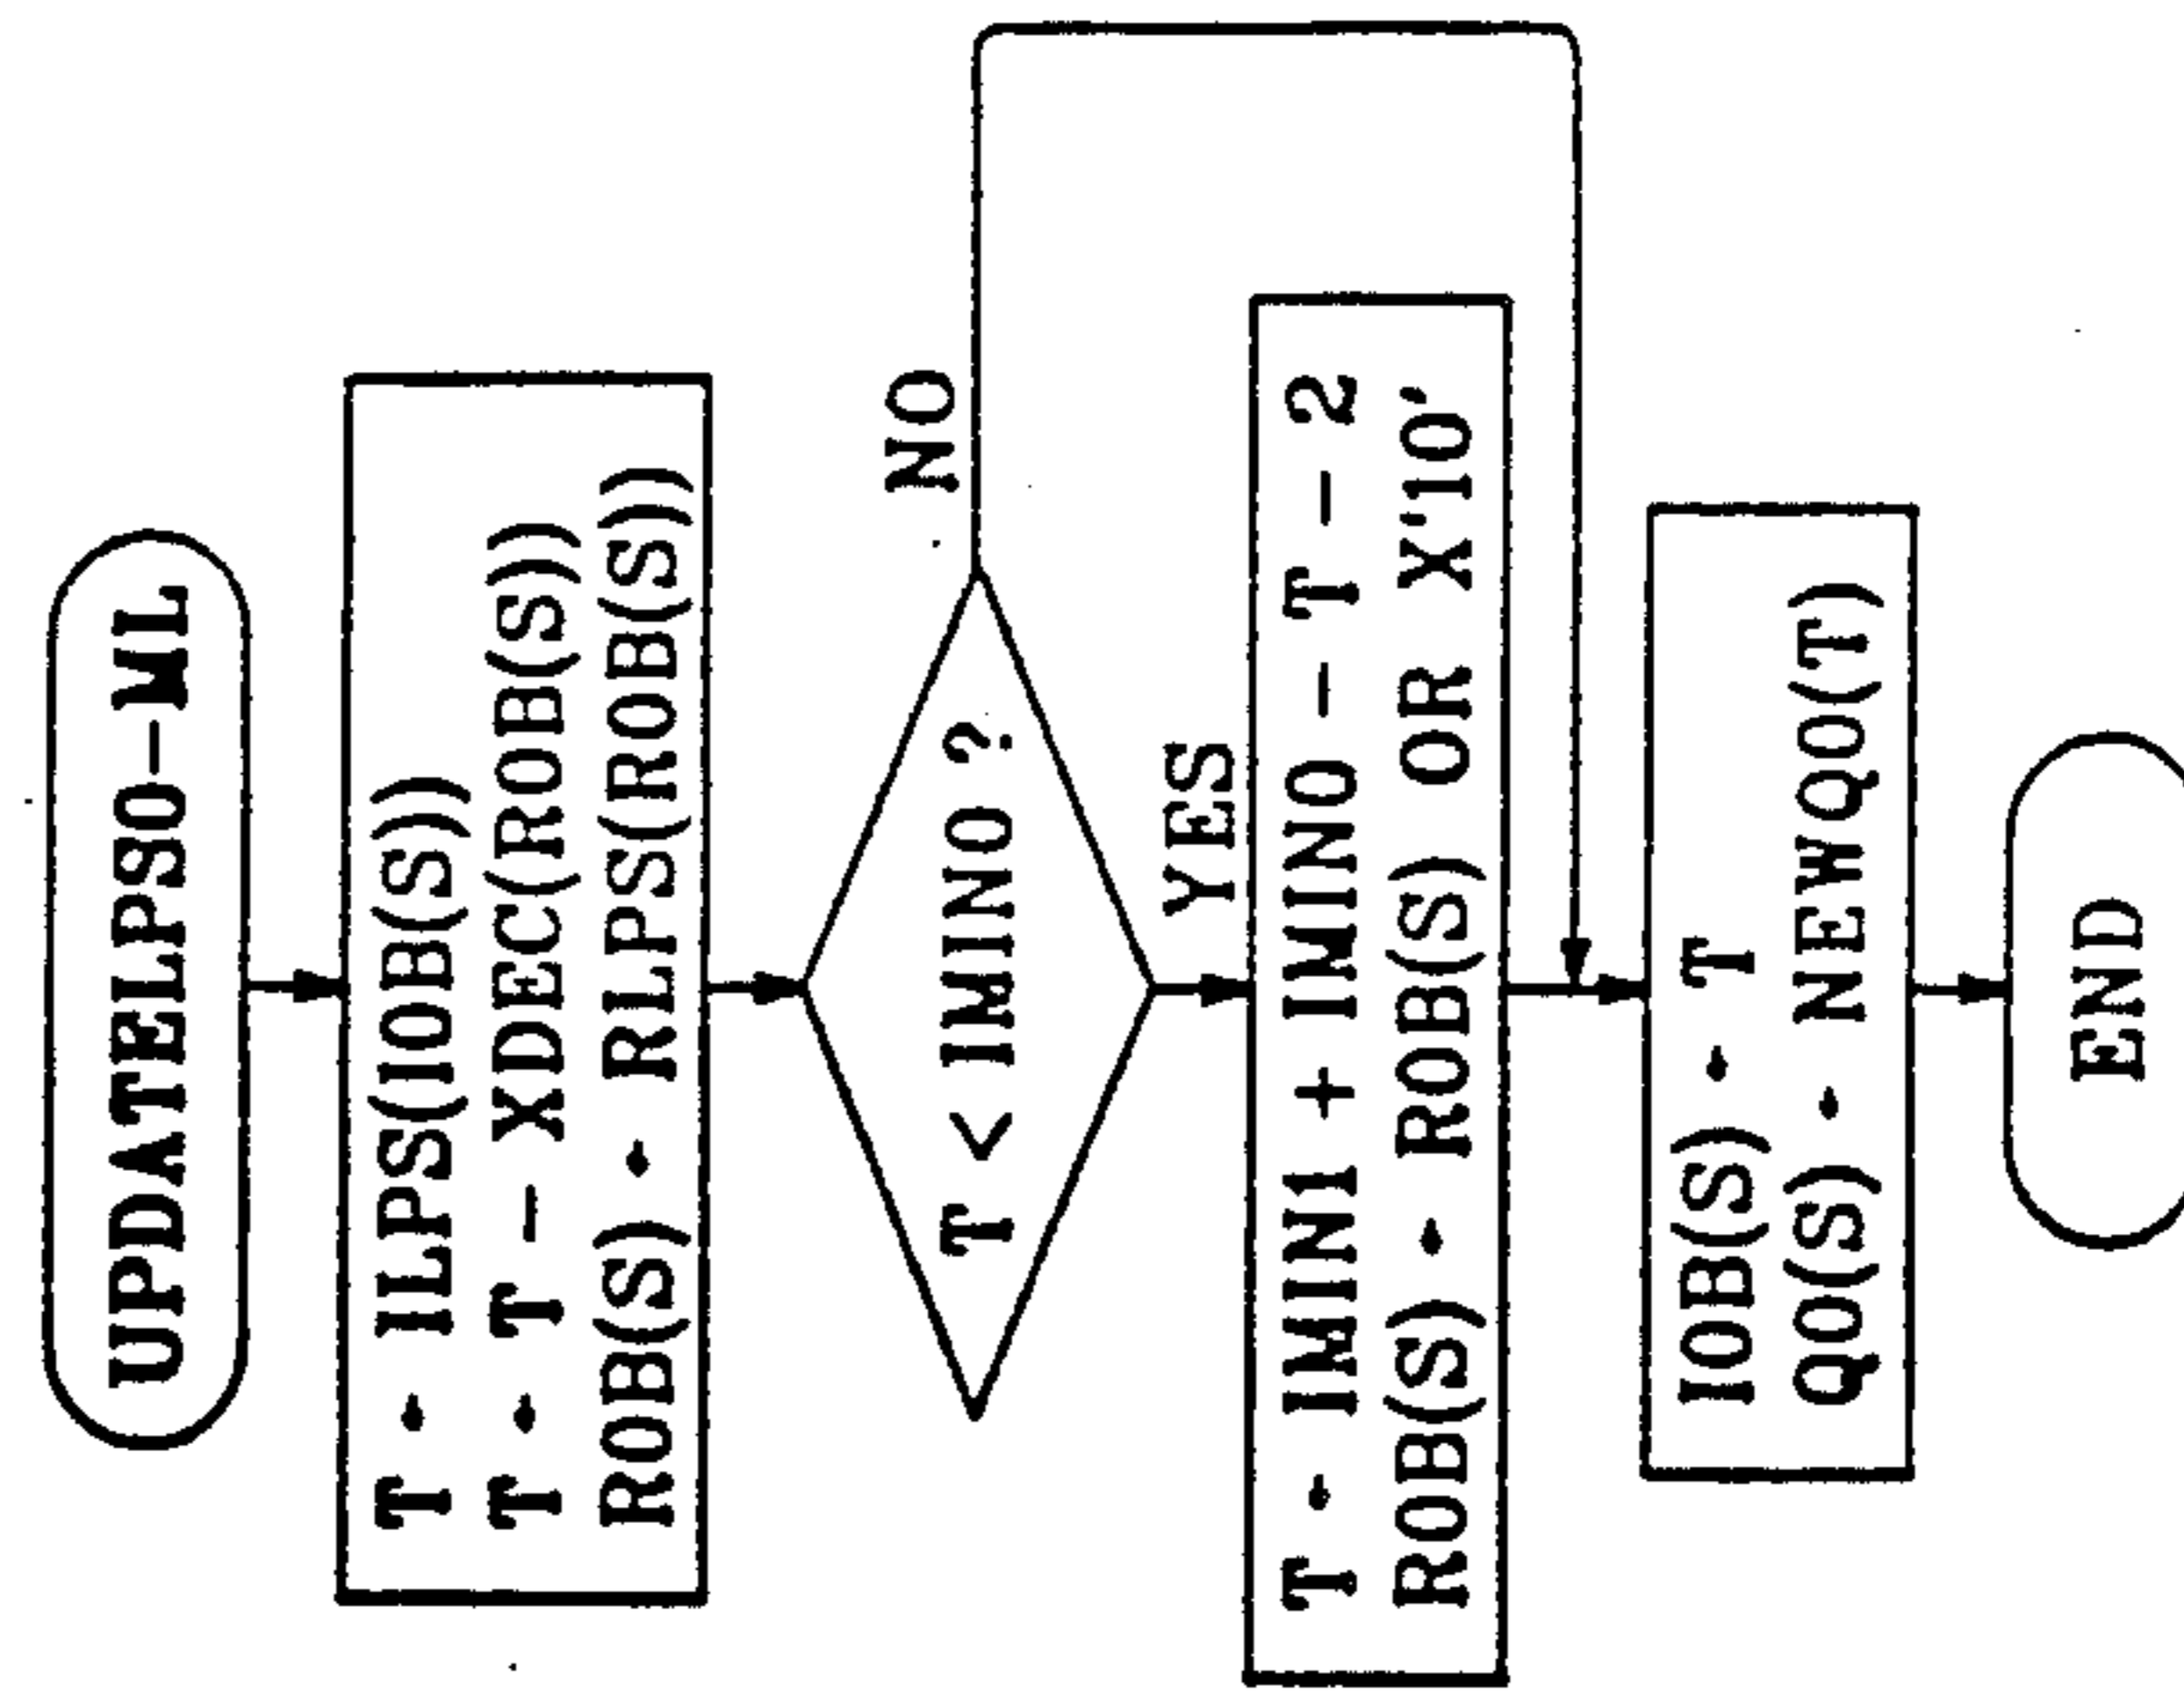 UPDATELPS0-ML
T ← ILPS(IOB(S))
T ← T - XDEC(ROB(S))
ROB(S) ← RLPS(ROB(S))
T < IMIN0 ?
NO
YES
T ← IMIN1 + IMIN0 - T - 2
ROB(S) ← ROB(S) OR X'10'
IOB(S) ← T
Q0(S) ← NEWQ0(T)
END